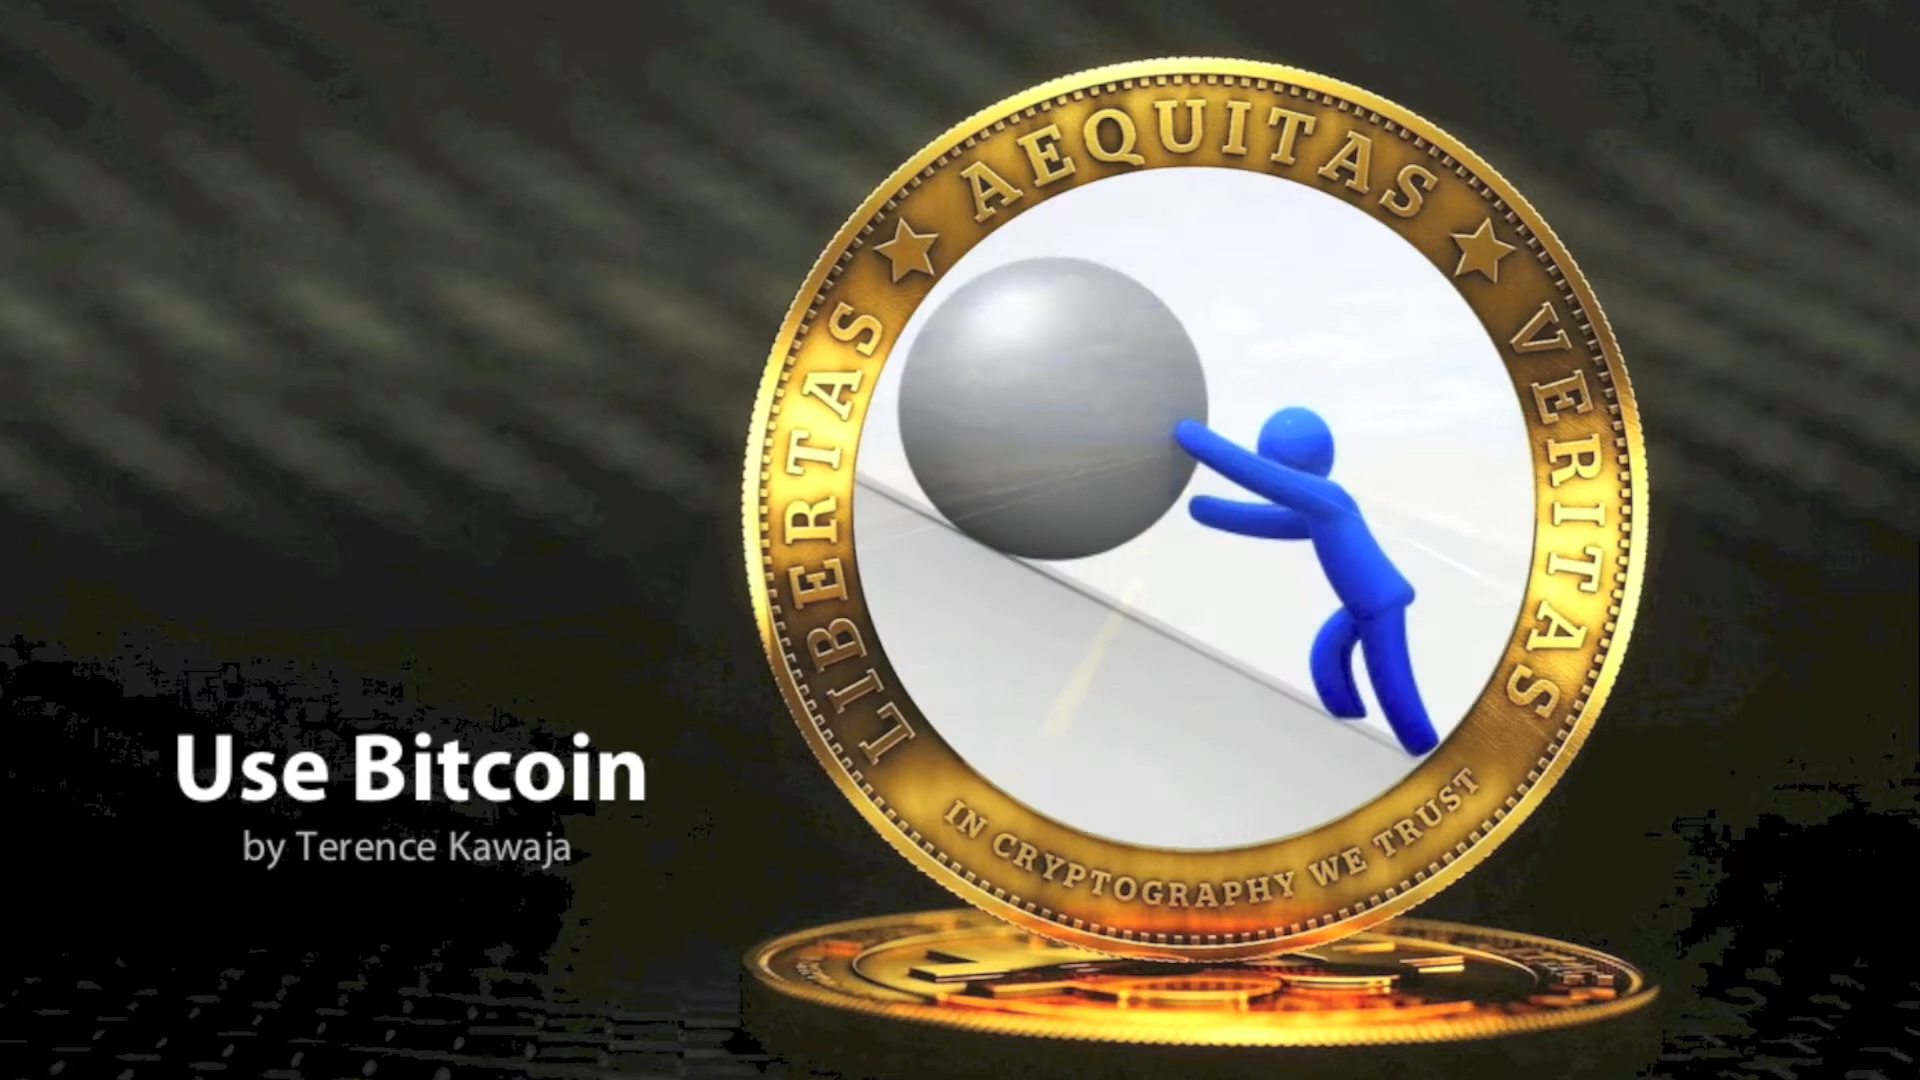 LIBERTAS ★ AEQUITAS ★ VERITAS
IN CRYPTOGRAPHY WE TRUST
Use Bitcoin
by Terence Kawaja